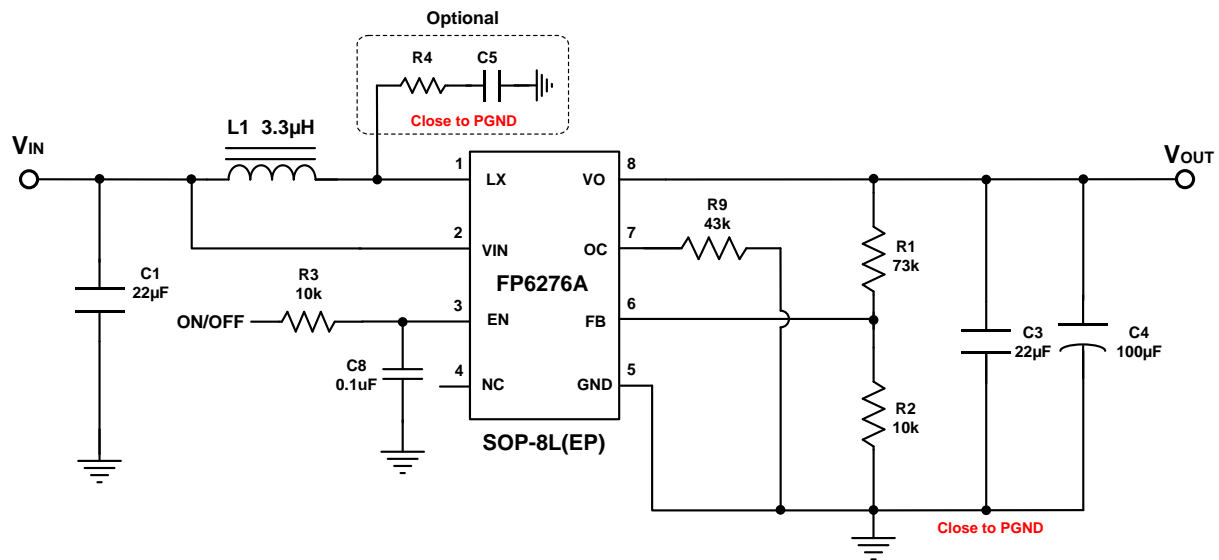 Optional
R4
C5
Close to PGND
L1 3.3µH
VIN
VOUT
1
LX
VO
8
2
VIN
OC
7
R9
43k
R1
73k
FP6276A
C1
22µF
R3
10k
ON/OFF
3
EN
FB
6
C8
0.1uF
4
NC
GND
5
C3
22µF
C4
100µF
R2
10k
SOP-8L(EP)
Close to PGND